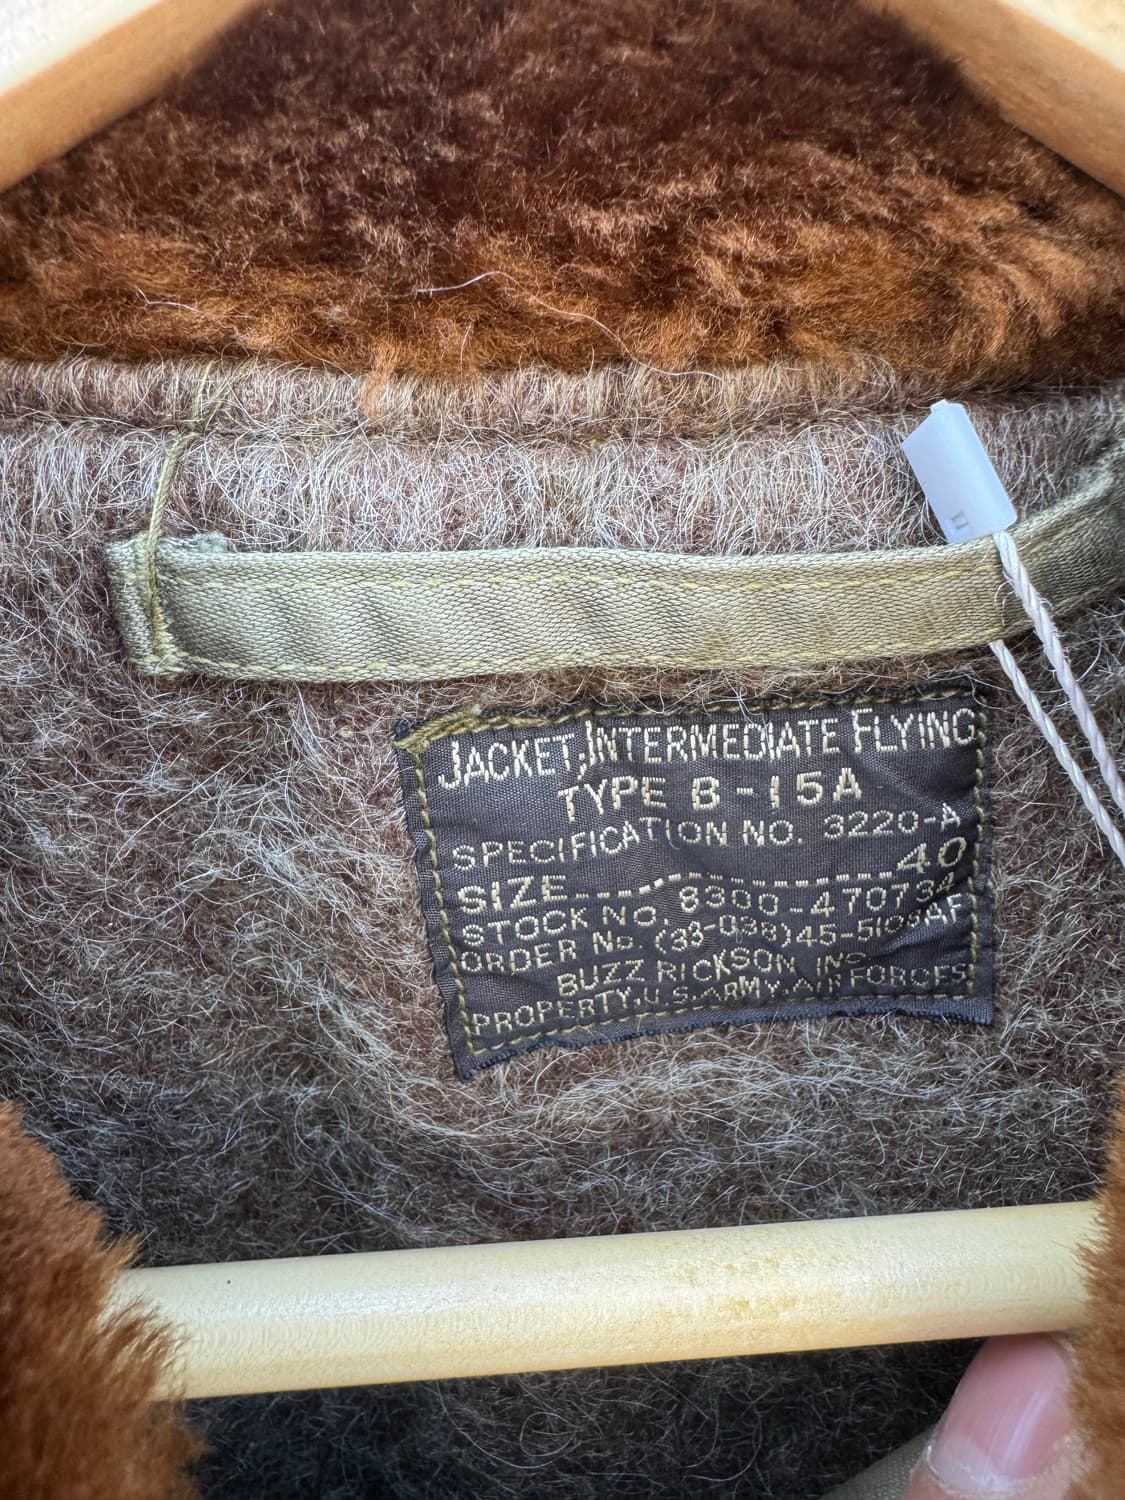 JACKET, INTERMEDIATE FLYING
TYPE B-15A
SPECIFICATION NO. 3220-A
SIZE 40
STOCK NO. 8300-470734
ORDER No. (33-038)45-510SAF
BUZZ RICKSON INC
PROPERTY, U.S. ARMY, AIR FORCES